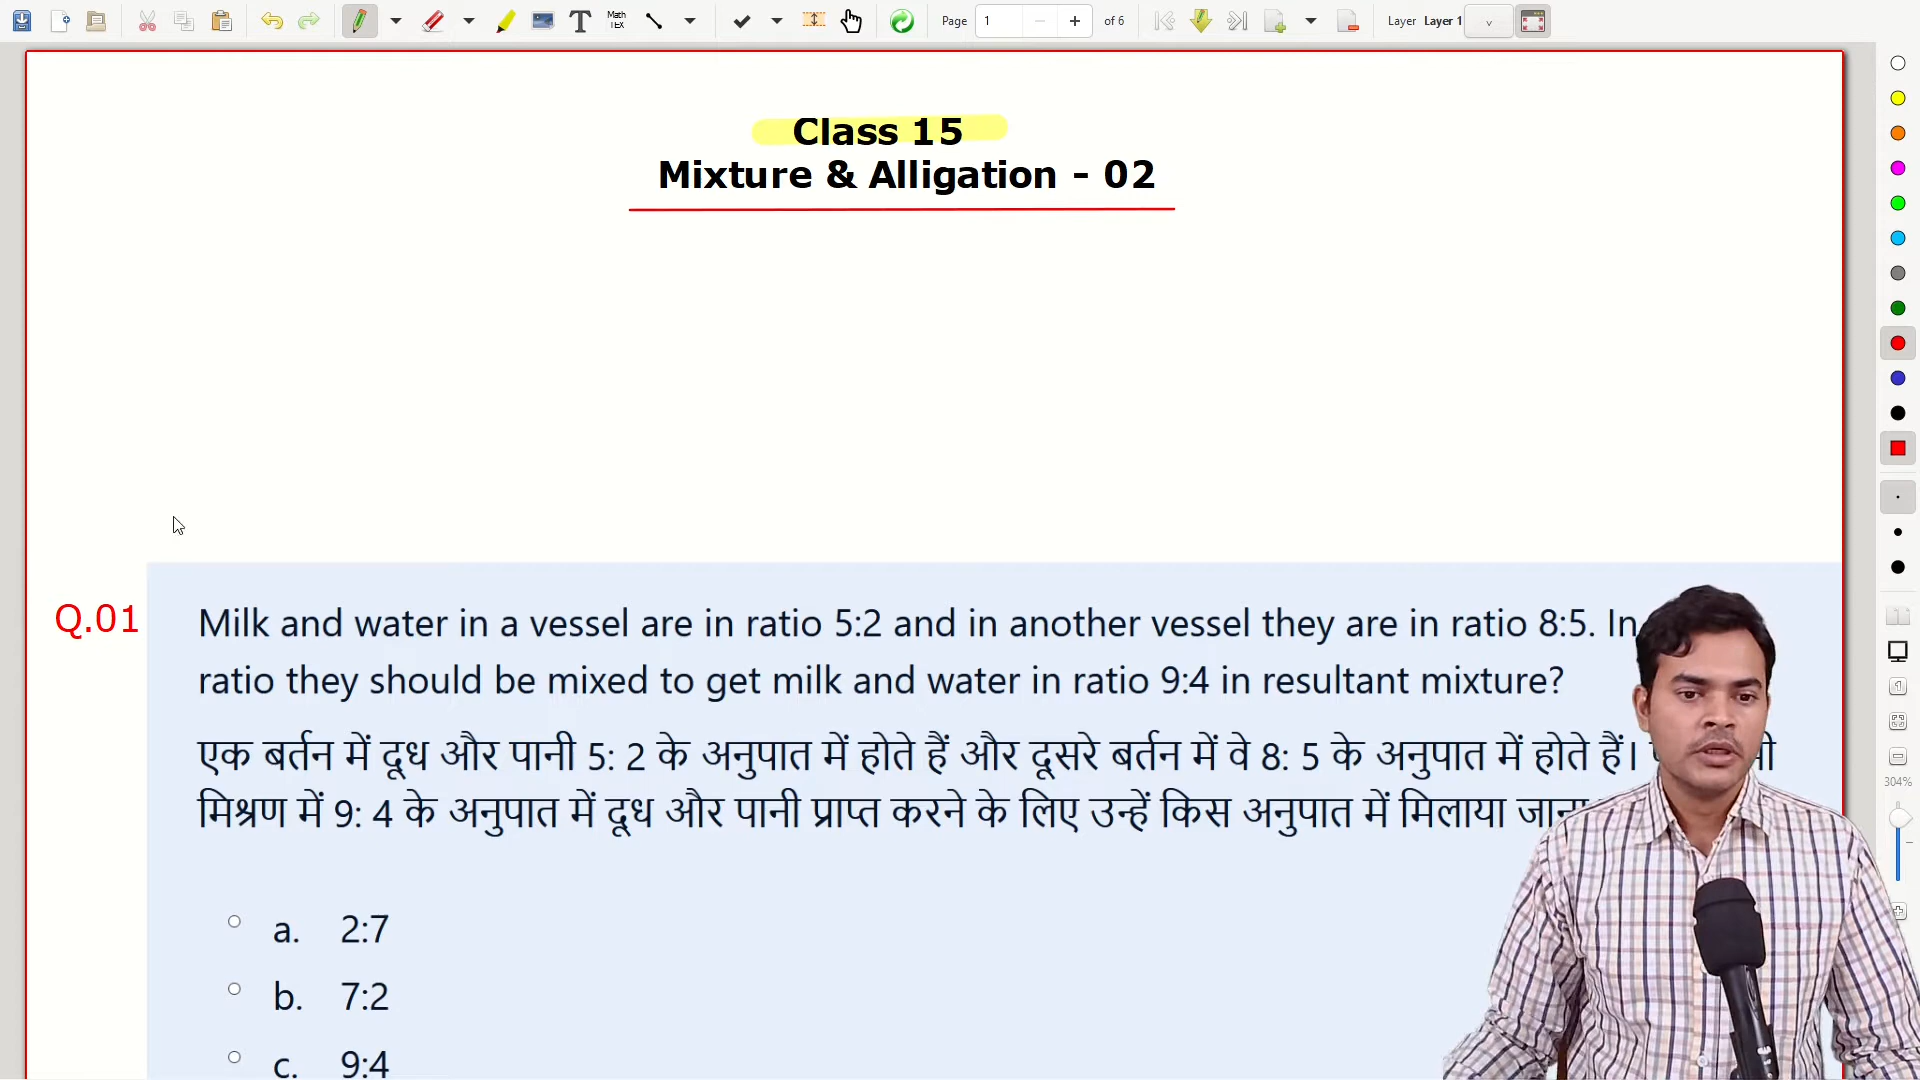 Page 1 of 6 Layer Layer 1
Math
TEX
Class 15
Mixture & Alligation - 02
Q.01
Milk and water in a vessel are in ratio 5:2 and in another vessel they are in ratio 8:5. In
ratio they should be mixed to get milk and water in ratio 9:4 in resultant mixture?
एक बर्तन में दूध और पानी 5: 2 के अनुपात में होते हैं और दूसरे बर्तन में वे 8: 5 के अनुपात में होते हैं।
मिश्रण में 9: 4 के अनुपात में दूध और पानी प्राप्त करने के लिए उन्हें किस अनुपात में मिलाया
a. 2:7
b. 7:2
c. 9:4
304%